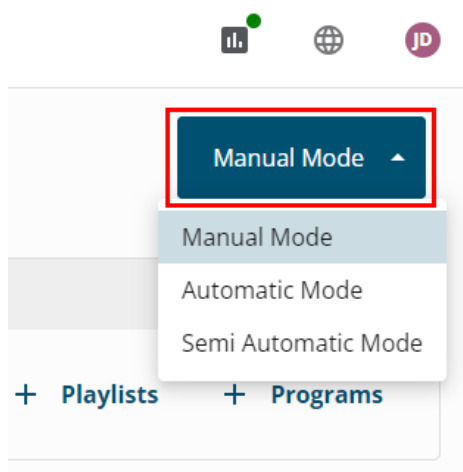 JD
Manual Mode
Manual Mode
Automatic Mode
Semi Automatic Mode
+ Playlists + Programs